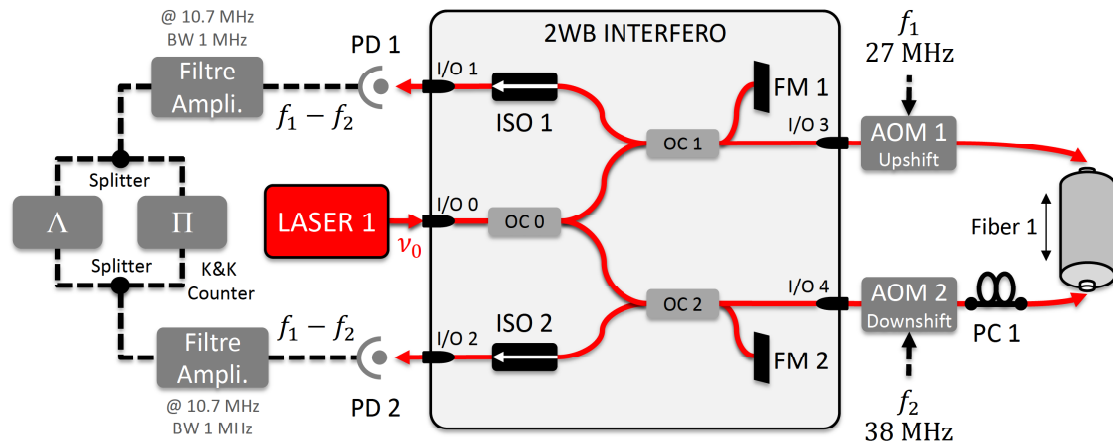 @ 10.7 MHz
BW 1 MHz
Filtre
Ampli.
f₁ − f₂
PD 1
2WB INTERFERO
I/O 1
ISO 1
FM 1
OC 1
I/O 3
f₁
27 MHz
AOM 1
Upshift
Splitter
Λ
Π
Splitter
K&K
Counter
LASER 1
ν₀
I/O 0
OC 0
Fiber 1
I/O 4
OC 2
AOM 2
Downshift
PC 1
f₁ − f₂
Filtre
Ampli.
@ 10.7 MHz
BW 1 MHz
PD 2
I/O 2
ISO 2
FM 2
f₂
38 MHz